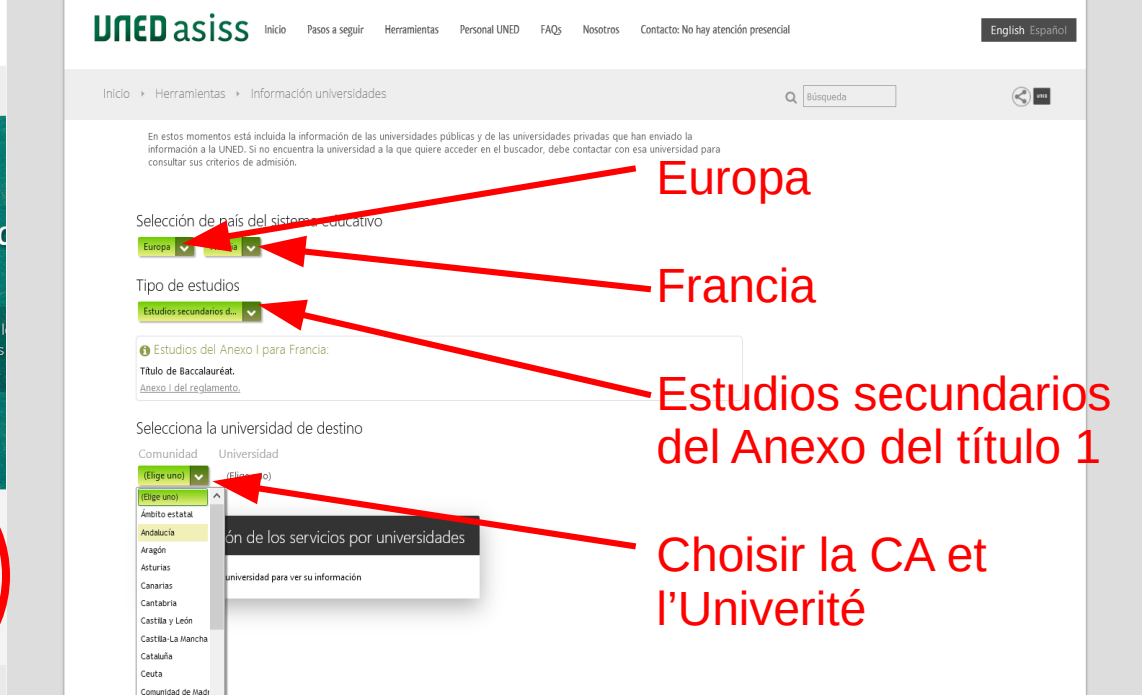 UNED asiss
Inicio Pasos a seguir Herramientas Personal UNED FAQs Nosotros Contacto: No hay atención presencial
English Español
Inicio Herramientas Información universidades
Búsqueda
UNED
En estos momentos está incluida la información de las universidades públicas y de las universidades privadas que han enviado la
información a la UNED. Si no encuentra la universidad a la que quiere acceder en el buscador, debe contactar con esa universidad para
consultar sus criterios de admisión.
Europa
Selección de país del sistema educativo
Europa
Francia
Tipo de estudios
Estudios secundarios d...
Estudios del Anexo I para Francia:
Título de Baccalauréat.
Anexo I del reglamento.
Estudios secundarios
del Anexo del título 1
Selecciona la universidad de destino
Comunidad Universidad
(Elige uno) (Elige uno)
(Elige uno)
Ámbito estatal
Andalucía
Aragón
Asturias
Canarias
Cantabria
Castilla y León
Castilla-La Mancha
Cataluña
Ceuta
ón de los servicios por universidades
universidad para ver su información
Choisir la CA et
l'Univerité